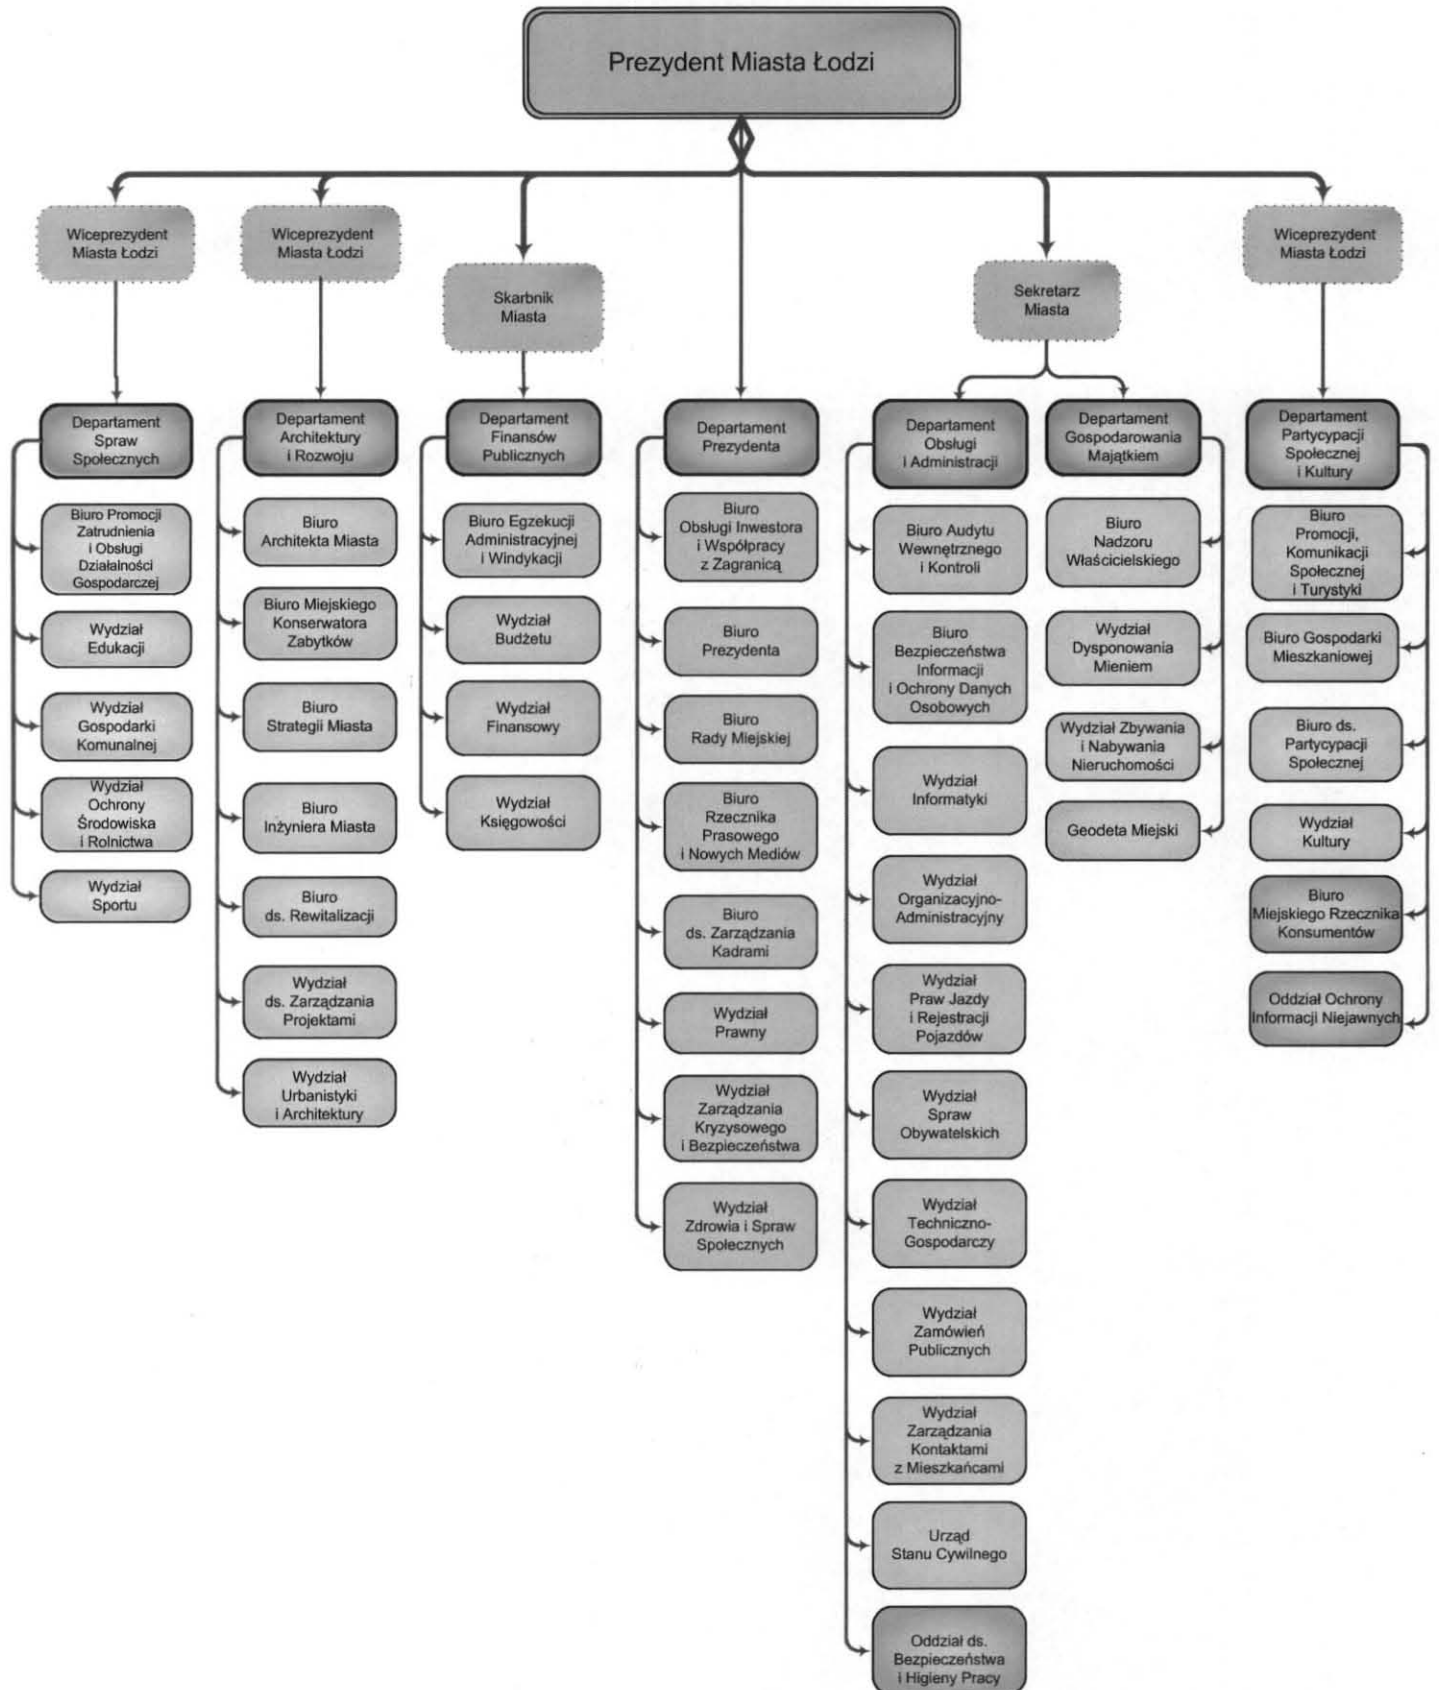 Prezydent Miasta Łodzi
Wiceprezydent
Miasta Łodzi
Wiceprezydent
Miasta Łodzi
Skarbnik
Miasta
Sekretarz
Miasta
Wiceprezydent
Miasta Łodzi
Departament
Spraw
Społecznych
Biuro Promocji
Zatrudnienia
i Obsługi
Działalności
Gospodarczej
Wydział
Edukacji
Wydział
Gospodarki
Komunalnej
Wydział
Ochrony
Środowiska
i Rolnictwa
Wydział
Sportu
Departament
Architektury
i Rozwoju
Biuro
Architekta Miasta
Biuro Miejskiego
Konserwatora
Zabytków
Biuro
Strategii Miasta
Biuro
Inżyniera Miasta
Biuro
ds. Rewitalizacji
Wydział
ds. Zarządzania
Projektami
Wydział
Urbanistyki
i Architektury
Departament
Finansów
Publicznych
Biuro Egzekucji
Administracyjnej
i Windykacji
Wydział
Budżetu
Wydział
Finansowy
Wydział
Księgowości
Departament
Prezydenta
Biuro
Obsługi Inwestora
i Współpracy
z Zagranicą
Biuro
Prezydenta
Biuro
Rady Miejskiej
Biuro
Rzecznika
Prasowego
i Nowych Mediów
Biuro
ds. Zarządzania
Kadrami
Wydział
Prawny
Wydział
Zarządzania
Kryzysowego
i Bezpieczeństwa
Wydział
Zdrowia i Spraw
Społecznych
Departament
Obsługi
i Administracji
Biuro Audytu
Wewnętrznego
i Kontroli
Biuro
Bezpieczeństwa
Informacji
i Ochrony Danych
Osobowych
Wydział
Informatyki
Wydział
Organizacyjno-
Administracyjny
Wydział
Praw Jazdy
i Rejestracji
Pojazdów
Wydział
Spraw
Obywatelskich
Wydział
Techniczno-
Gospodarczy
Wydział
Zamówień
Publicznych
Wydział
Zarządzania
Kontaktami
z Mieszkańcami
Urząd
Stanu Cywilnego
Oddział ds.
Bezpieczeństwa
i Higieny Pracy
Departament
Gospodarowania
Majątkiem
Biuro
Nadzoru
Właścicielskiego
Wydział
Dysponowania
Mieniem
Wydział Zbywania
i Nabywania
Nieruchomości
Geodeta Miejski
Departament
Partycypacji
Społecznej
i Kultury
Biuro
Promocji,
Komunikacji
Społecznej
i Turystyki
Biuro Gospodarki
Mieszkaniowej
Biuro ds.
Partycypacji
Społecznej
Wydział
Kultury
Biuro
Miejskiego Rzecznika
Konsumentów
Oddział Ochrony
Informacji Niejawnych